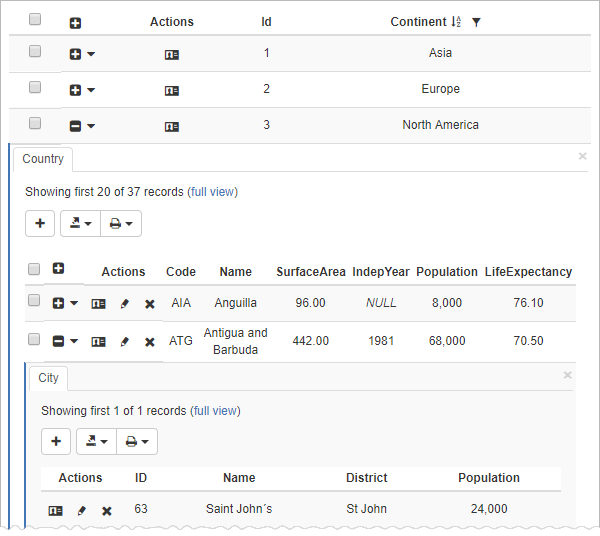 Actions Id Continent
1 Asia
2 Europe
3 North America
Country
Showing first 20 of 37 records (full view)
Actions Code Name SurfaceArea IndepYear Population LifeExpectancy
AIA Anguilla 96.00 NULL 8,000 76.10
ATG Antigua and Barbuda 442.00 1981 68,000 70.50
City
Showing first 1 of 1 records (full view)
Actions ID Name District Population
63 Saint John´s St John 24,000